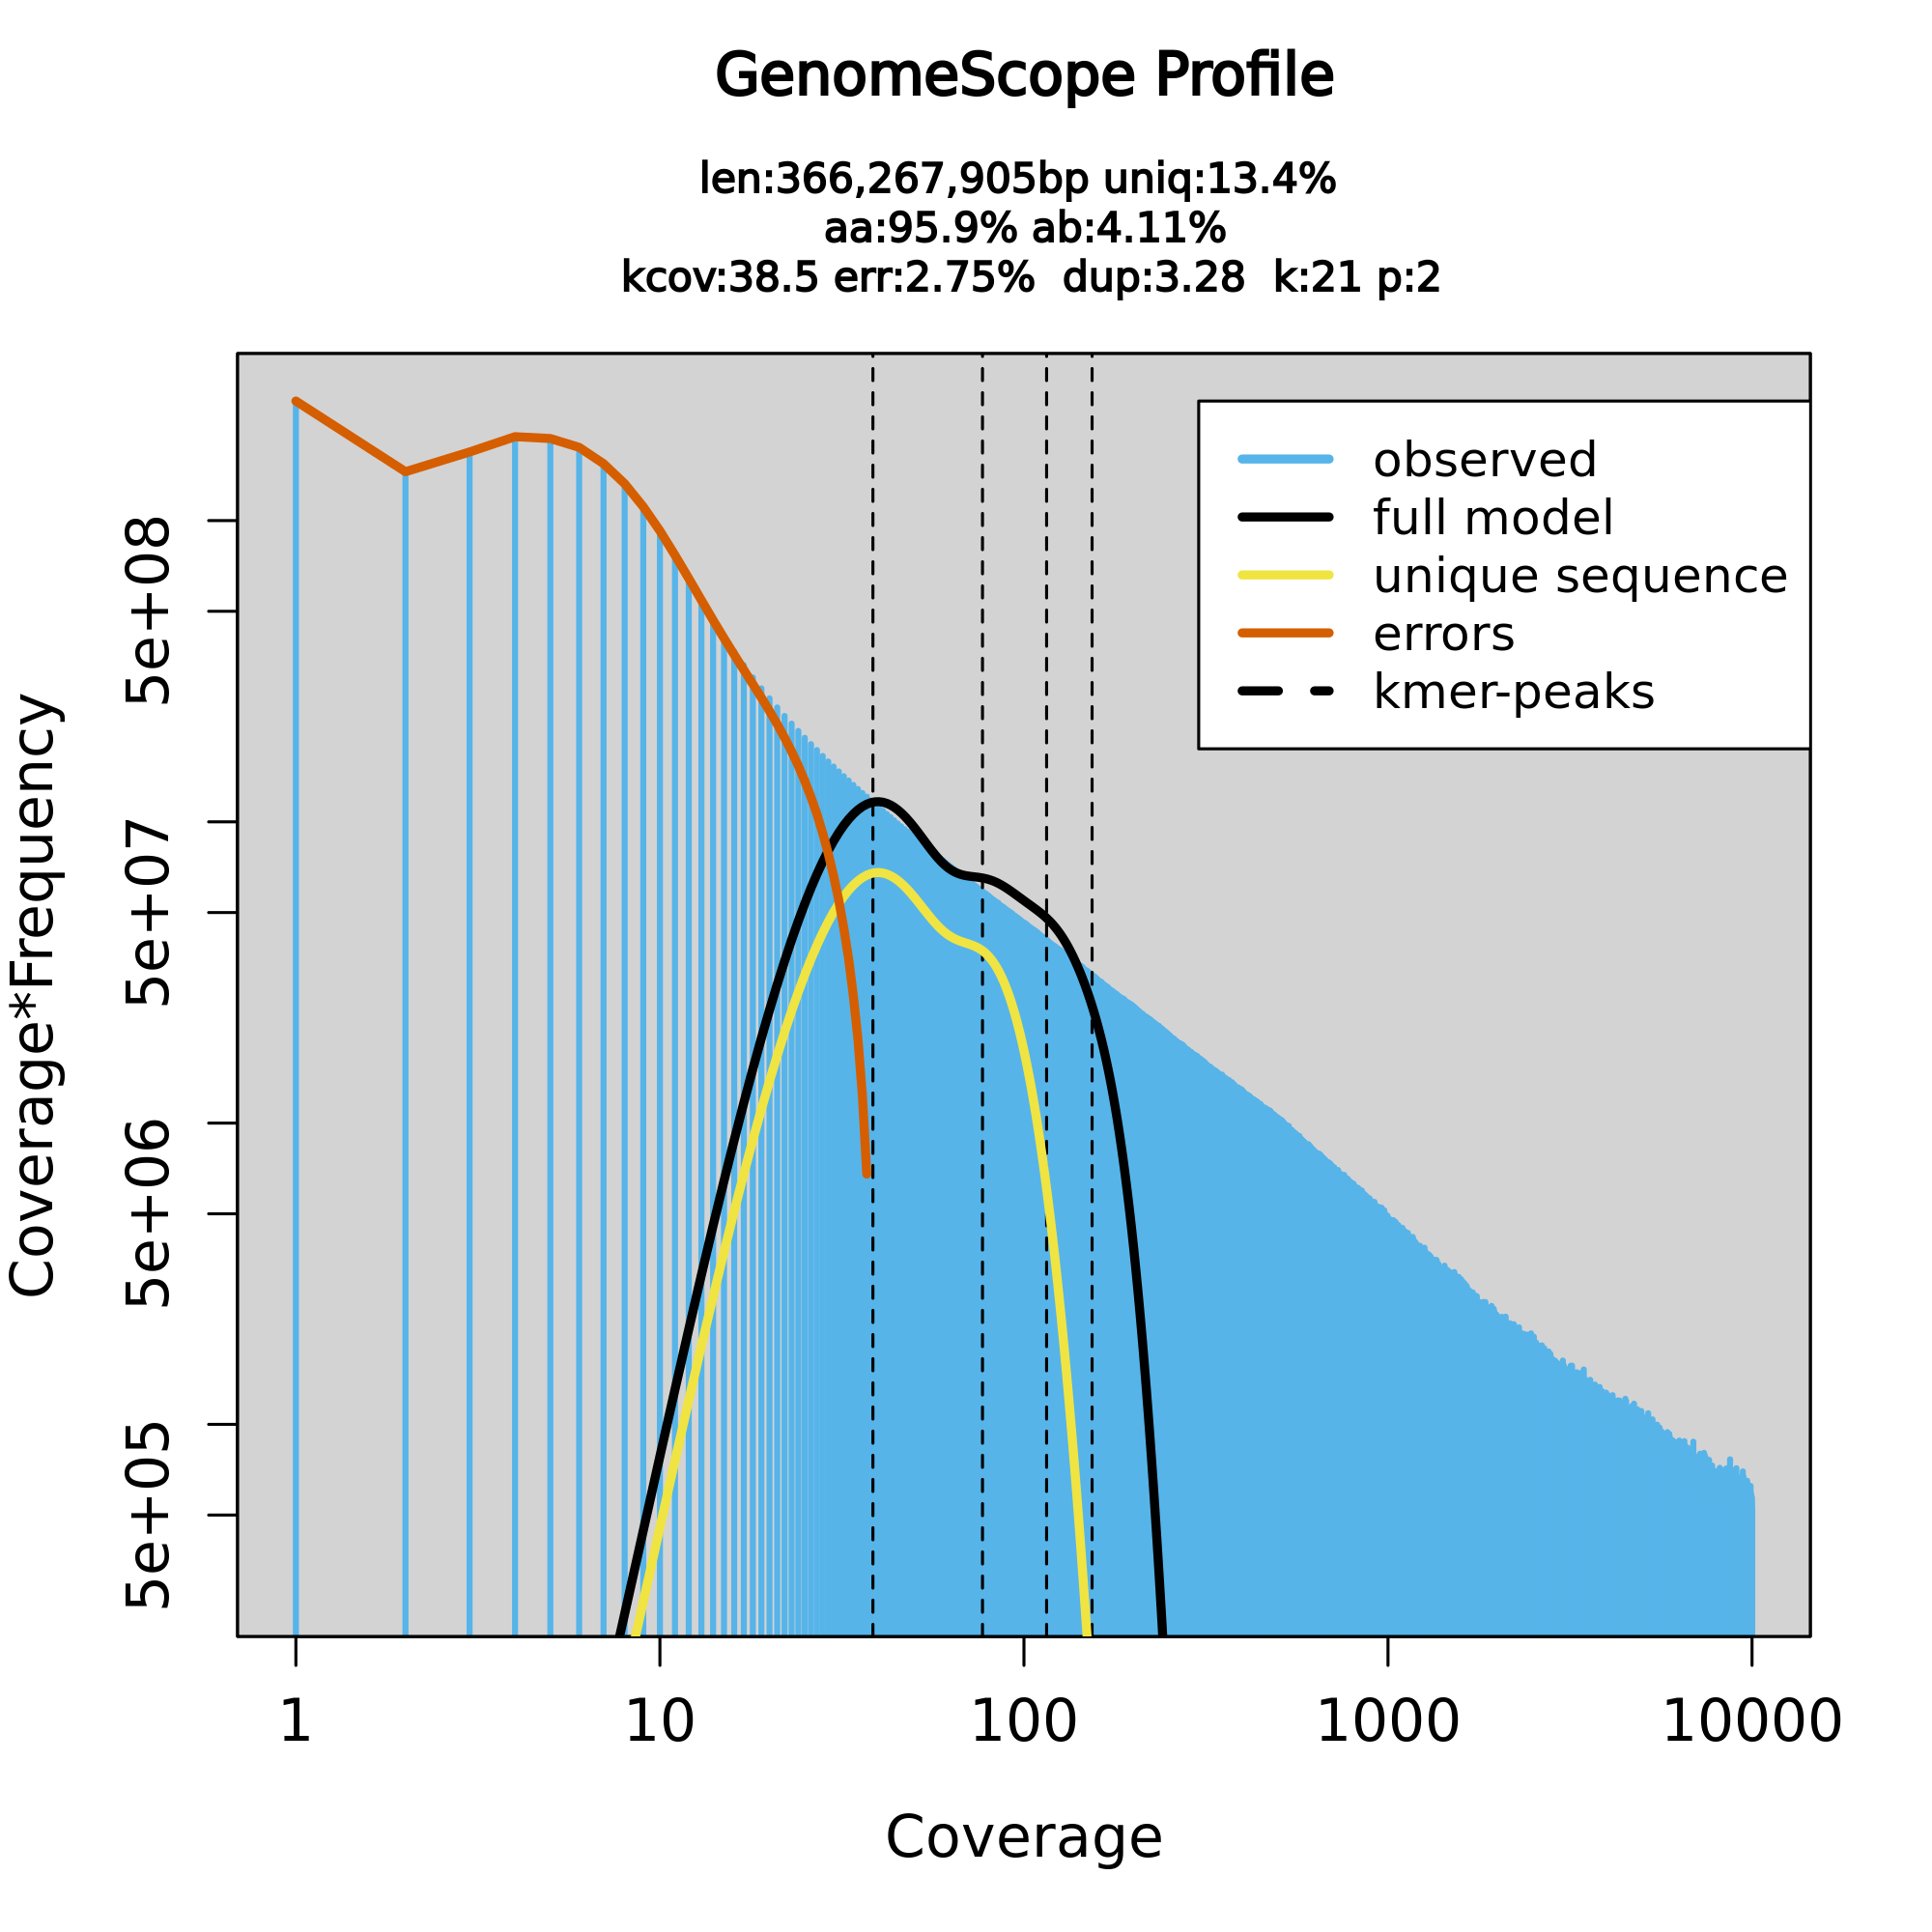 GenomeScope Profile
len:366,267,905bp uniq:13.4%
aa:95.9% ab:4.11%
kcov:38.5 err:2.75% dup:3.28 k:21 p:2
observed
full model
unique sequence
errors
kmer-peaks
Coverage*Frequency
5e+08
5e+07
5e+06
5e+05
1 10 100 1000 10000
Coverage